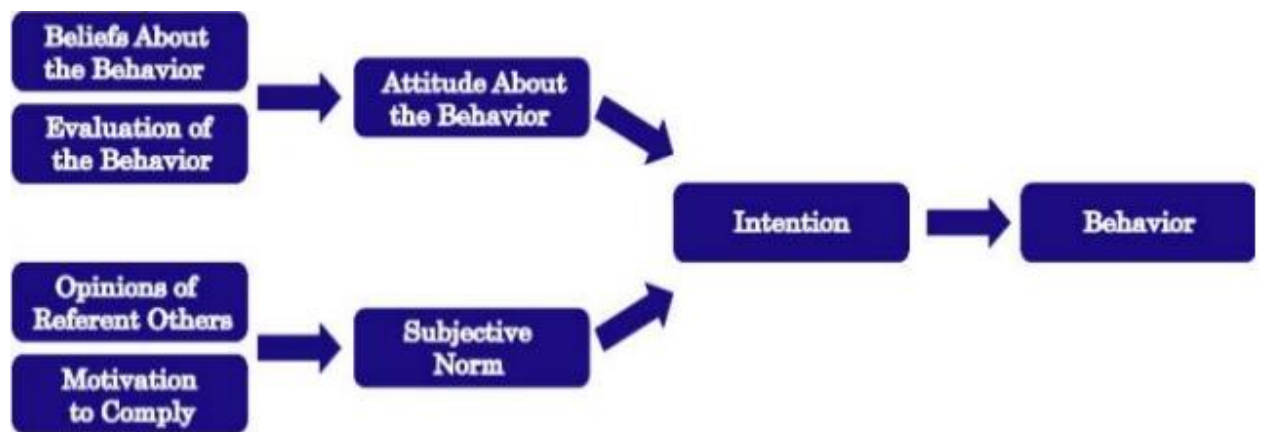 Beliefs About
the Behavior
Evaluation of
the Behavior
Attitude About
the Behavior
Opinions of
Referent Others
Motivation
to Comply
Subjective
Norm
Intention
Behavior